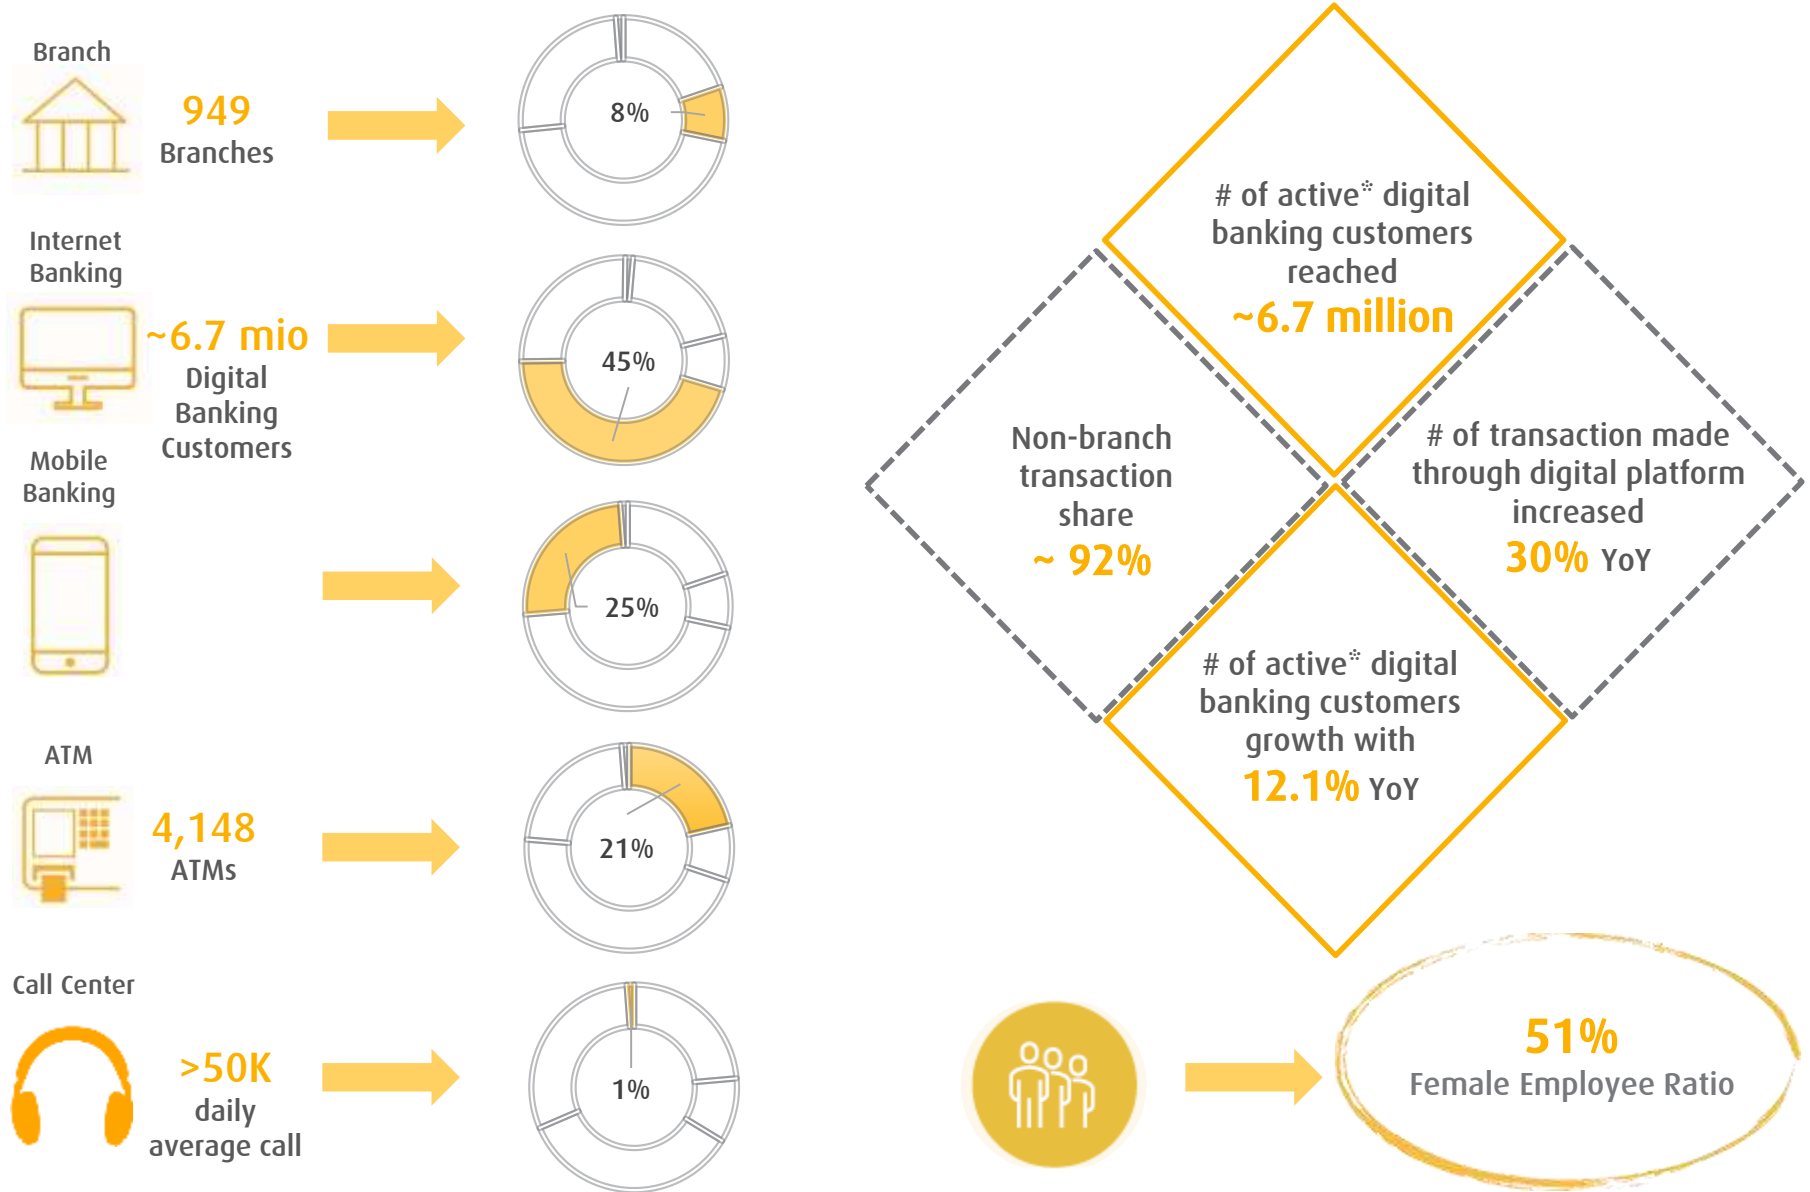 Branch
949
Branches
8%
Internet
Banking
~6.7 mio
Digital
Banking
Customers
45%
Mobile
Banking
25%
ATM
4,148
ATMs
21%
Call Center
>50K
daily
average call
1%
# of active* digital
banking customers
reached
~6.7 million
Non-branch
transaction
share
~ 92%
# of transaction made
through digital platform
increased
30% YoY
# of active* digital
banking customers
growth with
12.1% YoY
51%
Female Employee Ratio